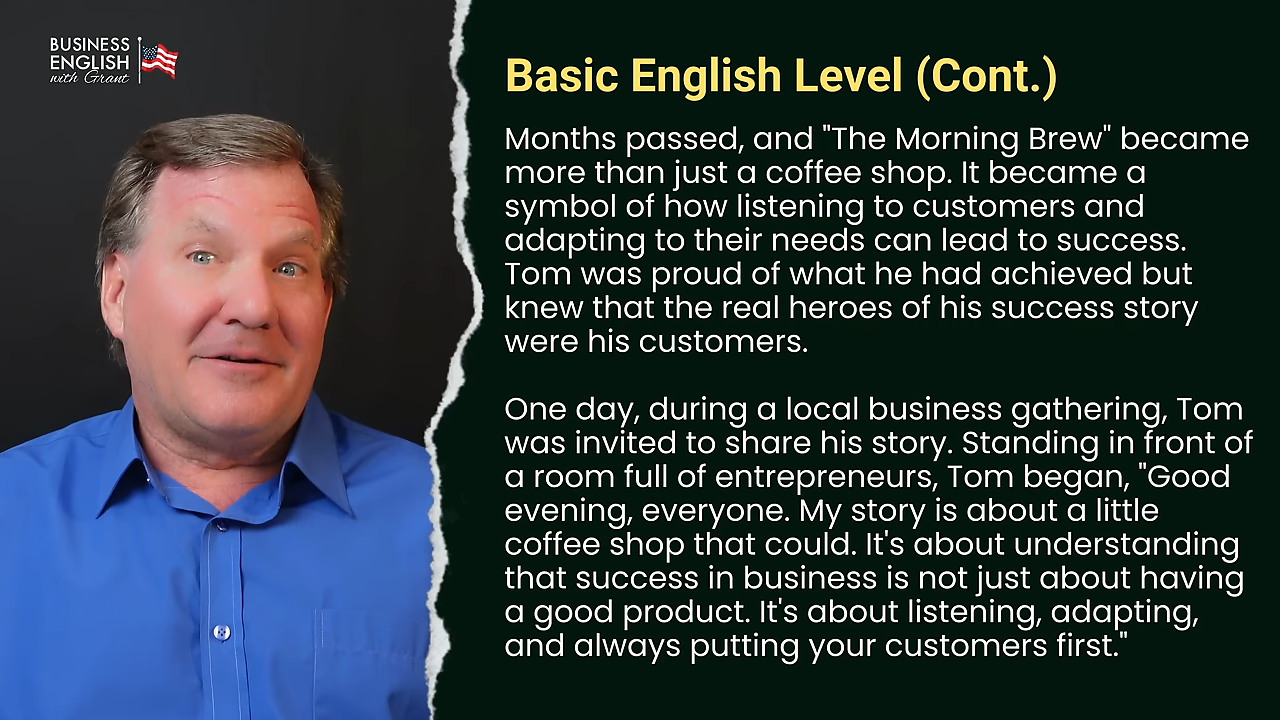 BUSINESS
ENGLISH
with Grant
Basic English Level (Cont.)
Months passed, and "The Morning Brew" became
more than just a coffee shop. It became a
symbol of how listening to customers and
adapting to their needs can lead to success.
Tom was proud of what he had achieved but
knew that the real heroes of his success story
were his customers.
One day, during a local business gathering, Tom
was invited to share his story. Standing in front of
a room full of entrepreneurs, Tom began, "Good
evening, everyone. My story is about a little
coffee shop that could. It's about understanding
that success in business is not just about having
a good product. It's about listening, adapting,
and always putting your customers first."